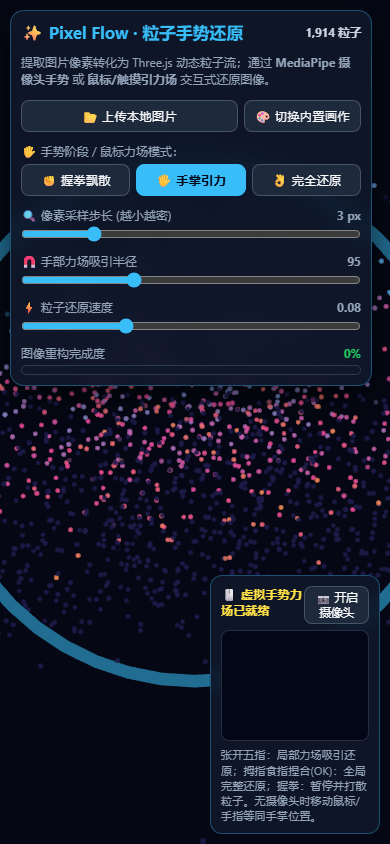 ✨ Pixel Flow · 粒子手势还原 1,914 粒子
提取图片像素转化为 Three.js 动态粒子流；通过 MediaPipe 摄
像头手势 或 鼠标/触摸引力场 交互式还原图像。
📂 上传本地图片 🎨 切换内置画作
🖐️ 手势阶段 / 鼠标力场模式：
✊ 握拳飘散 🖐️ 手掌引力 👌 完全还原
🔍 像素采样步长 (越小越密) 3 px
🧲 手部力场吸引半径 95
⚡ 粒子还原速度 0.08
图像重构完成度 0%
🖱️ 虚拟手势力
场已就绪
📷 开启
摄像头
张开五指：局部力场吸引还
原；拇指食指捏合(OK)：全局
完整还原；握拳：暂停并打散
粒子。无摄像头时移动鼠标/
手指等同手掌位置。